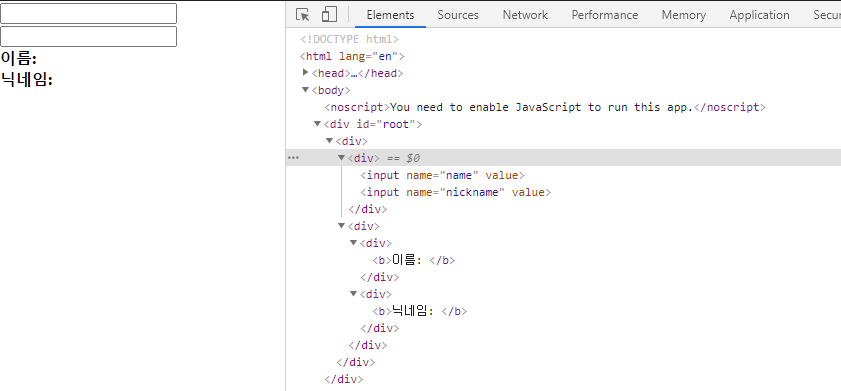 이름:
닉네임:
Elements Sources Network Performance Memory Application Secu
<!DOCTYPE html>
<html lang="en">
<head>…</head>
<body>
<noscript>You need to enable JavaScript to run this app.</noscript>
<div id="root">
<div>
<div> == $0
<input name="name" value>
<input name="nickname" value>
</div>
<div>
<div>
<b>이름: </b>
</div>
<div>
<b>닉네임: </b>
</div>
</div>
</div>
</div>